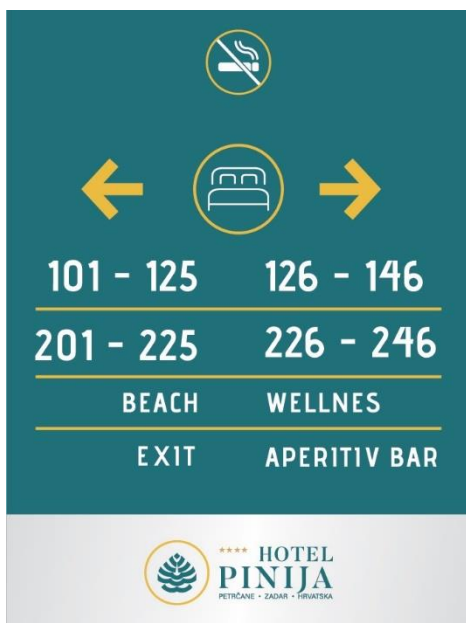 101 - 125 126 - 146
201 - 225 226 - 246
BEACH WELLNES
EXIT APERITIV BAR
**** HOTEL
PINIJA
PETRČANE • ZADAR • HRVATSKA